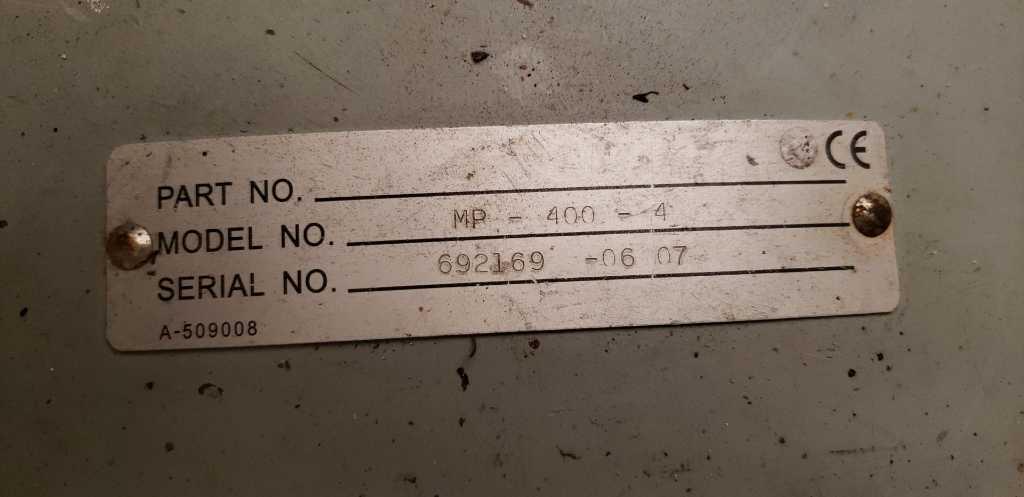 CE
PART NO.
MODEL NO. MP - 400 - 4
SERIAL NO. 692169 -06 07
A-509008